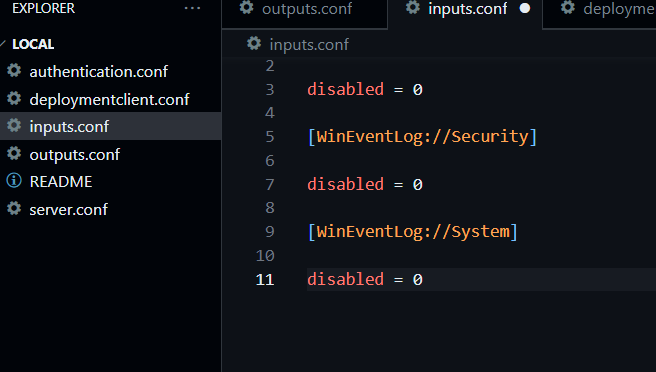 EXPLORER ...
LOCAL
authentication.conf
deploymentclient.conf
inputs.conf
outputs.conf
README
server.conf
outputs.conf inputs.conf deployme
inputs.conf
2
3 disabled = 0
4
5 [WinEventLog://Security]
6
7 disabled = 0
8
9 [WinEventLog://System]
10
11 disabled = 0